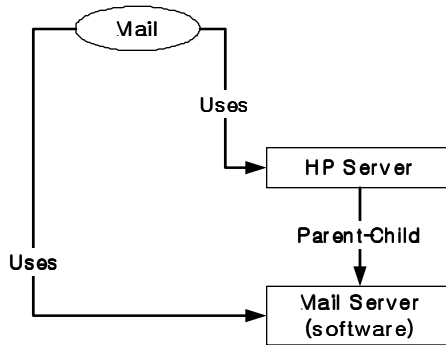 Mail
Uses
HP Server
Parent-Child
Uses
Mail Server
(software)